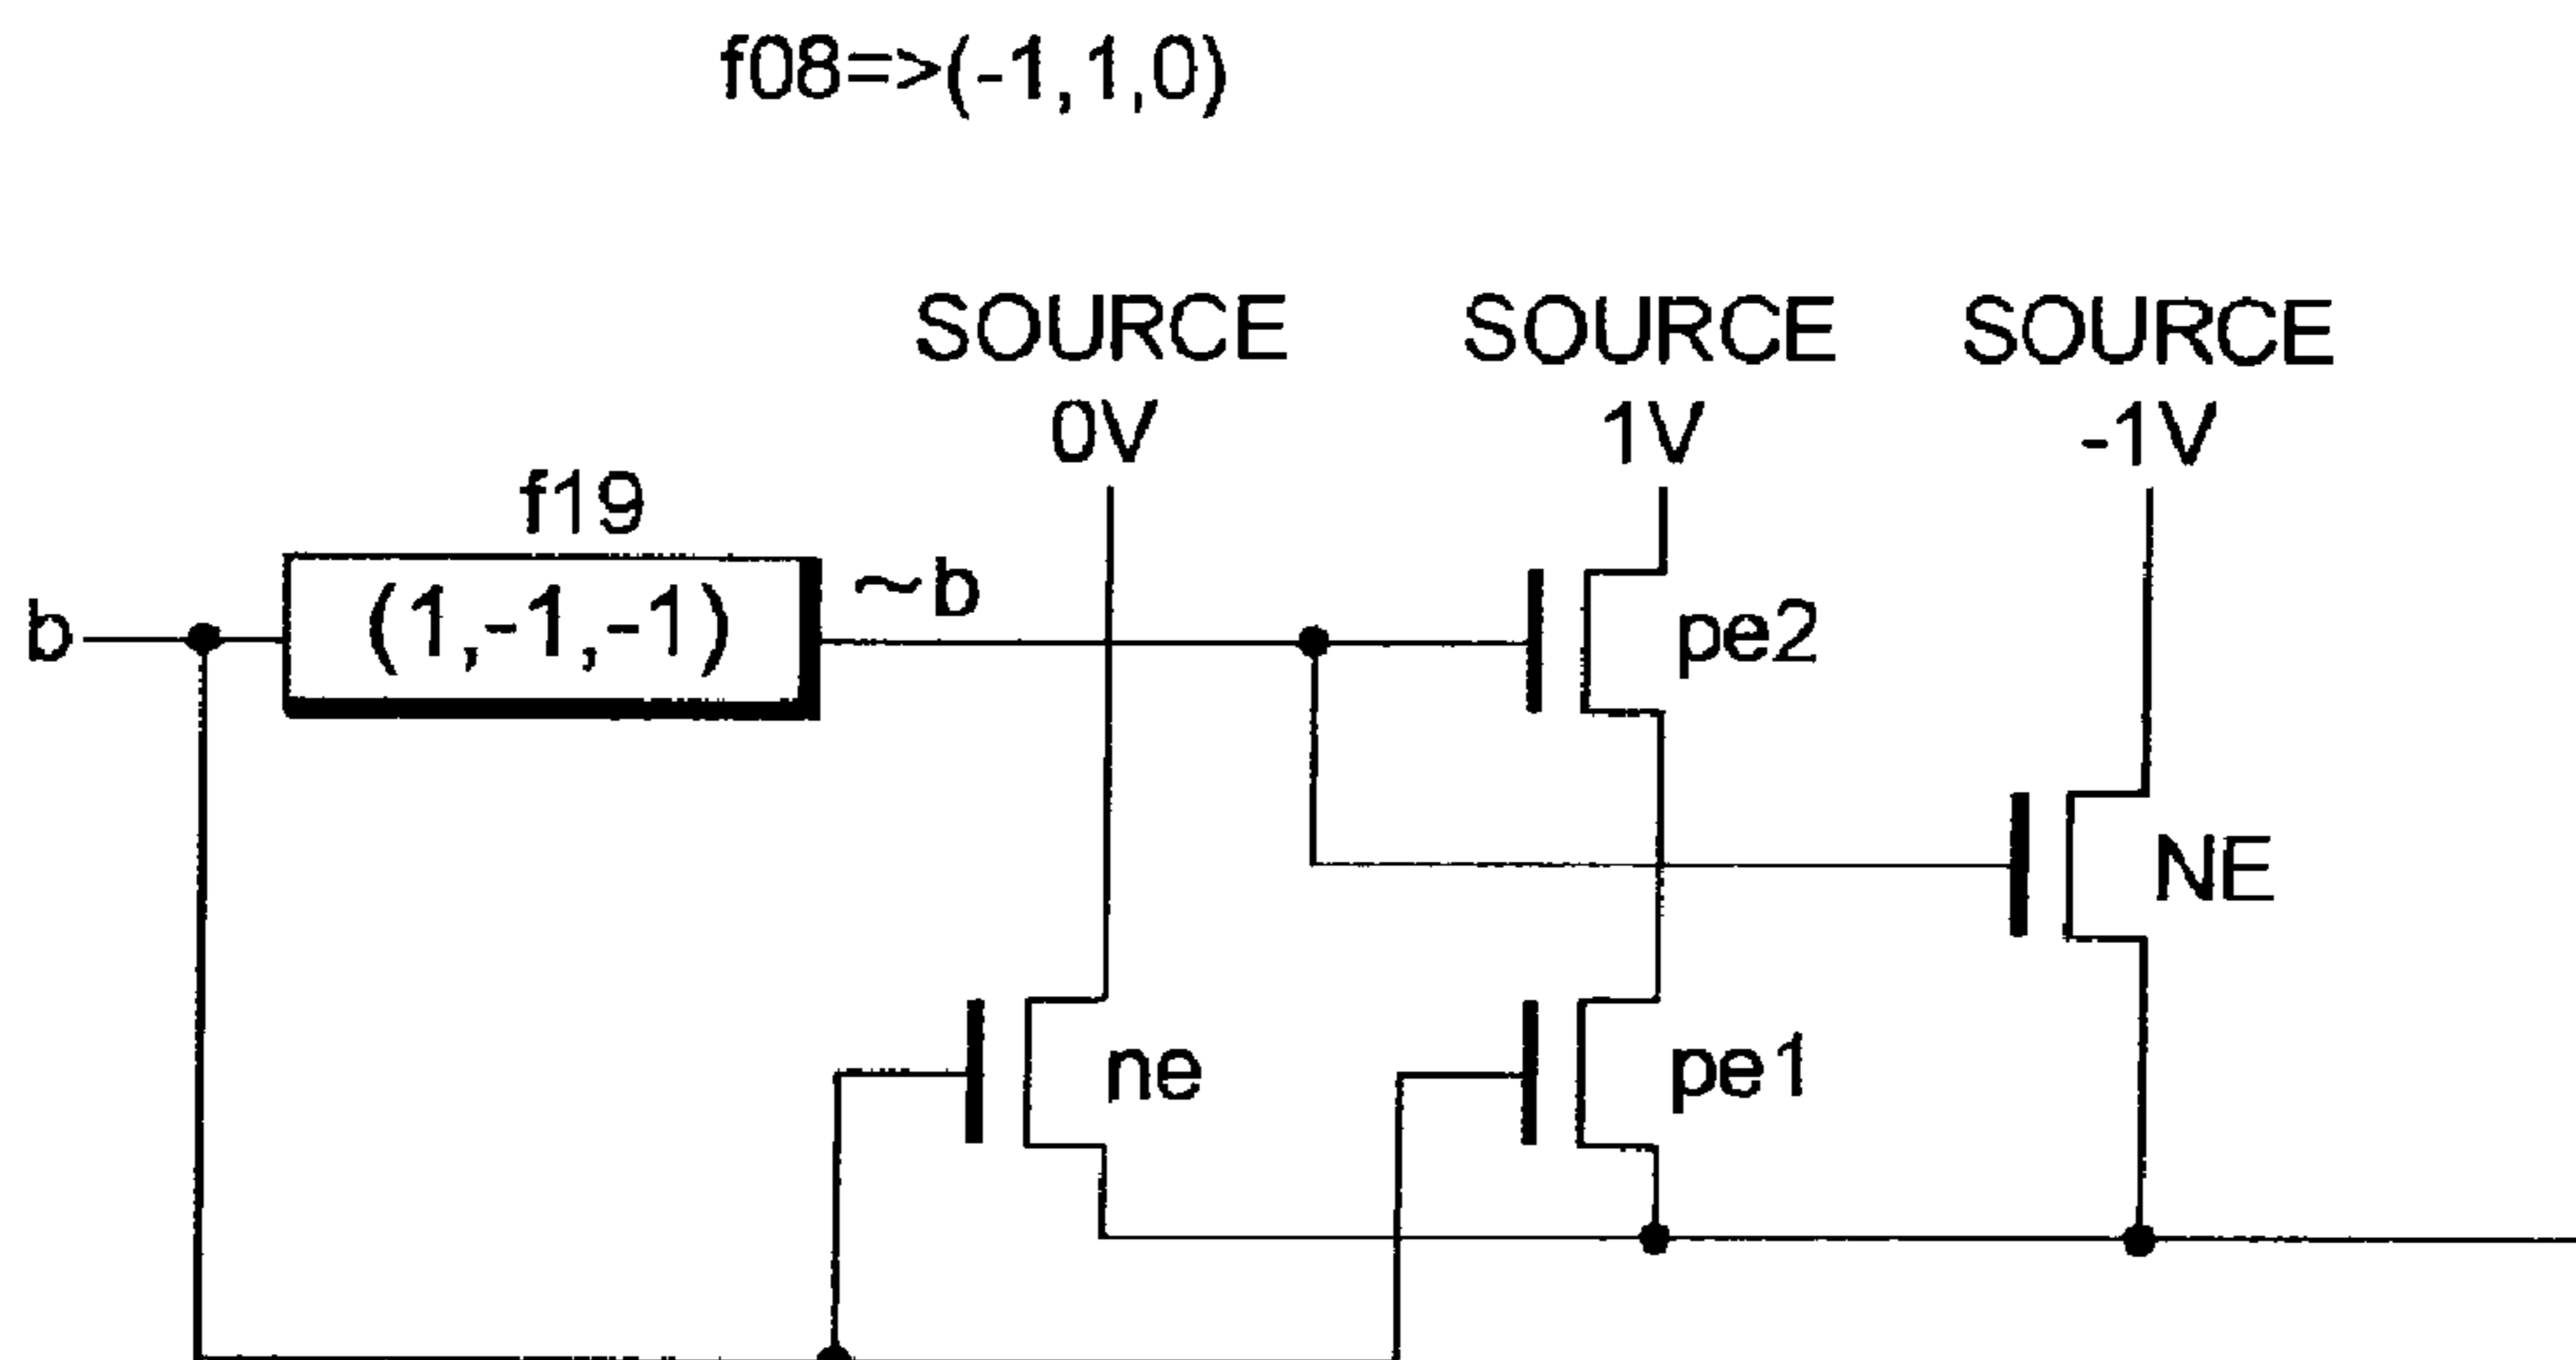 f08=>(-1,1,0)
SOURCE
0V
SOURCE
1V
SOURCE
-1V
f19
b
(1,-1,-1)
~b
pe2
NE
ne
pe1